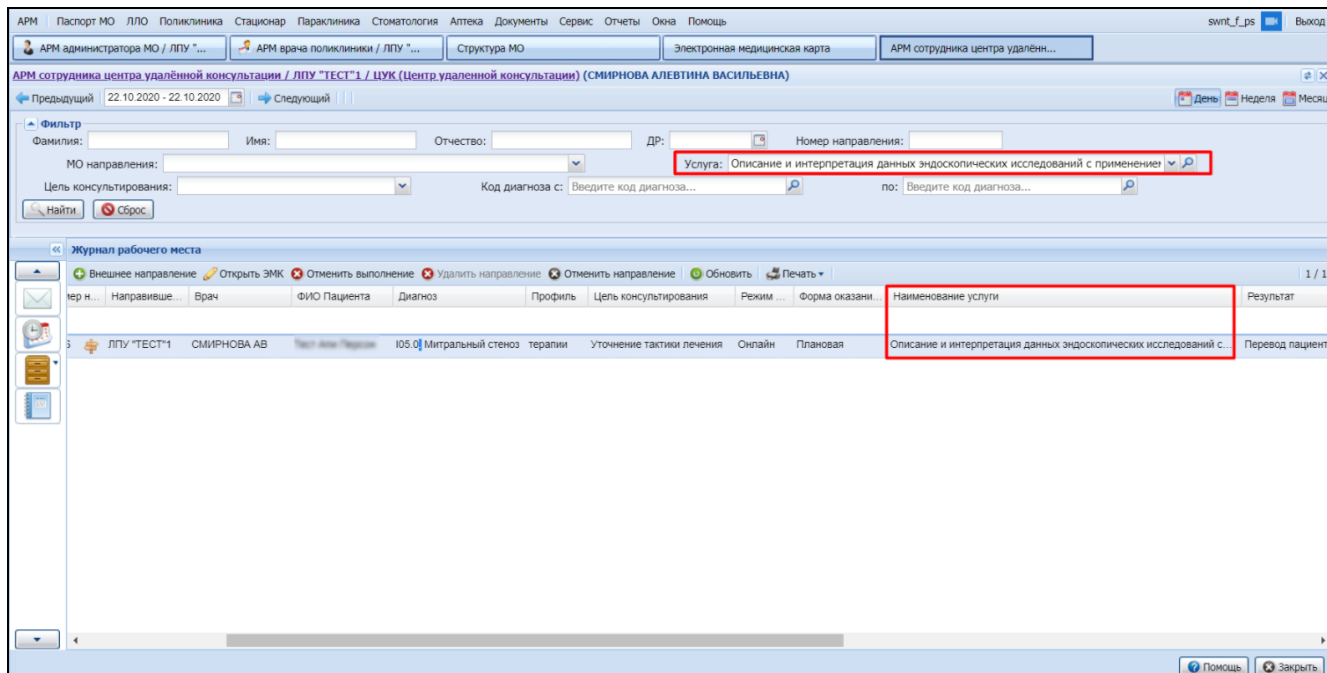 АРМ Паспорт МО ЛЛО Поликлиника Стационар Параклиника Стоматология Аптека Документы Сервис Отчеты Окна Помощь swnt_f_ps Выход
АРМ администратора МО / ЛПУ "... АРМ врача поликлиники / ЛПУ "... Структура МО Электронная медицинская карта АРМ сотрудника центра удалённ...
АРМ сотрудника центра удалённой консультации / ЛПУ "ТЕСТ"1 / ЦУК (Центр удаленной консультации) (СМИРНОВА АЛЕВТИНА ВАСИЛЬЕВНА)
Предыдущий 22.10.2020 - 22.10.2020 Следующий День Неделя Месяц
Фильтр
Фамилия: Имя: Отчество: ДР: Номер направления:
МО направления: Услуга: Описание и интерпретация данных эндоскопических исследований с применением
Цель консультирования: Код диагноза с: Введите код диагноза... по: Введите код диагноза...
Найти Сброс
Журнал рабочего места
Внешнее направление Открыть ЭМК Отменить выполнение Удалить направление Отменить направление Обновить Печать 1 / 1
мер н... Направивше... Врач ФИО Пациента Диагноз Профиль Цель консультирования Режим ... Форма оказани... Наименование услуги Результат
ЛПУ "ТЕСТ"1 СМИРНОВА АВ I05.0 Митральный стеноз терапии Уточнение тактики лечения Онлайн Плановая Описание и интерпретация данных эндоскопических исследований с... Перевод пациент
Помощь Закрыть